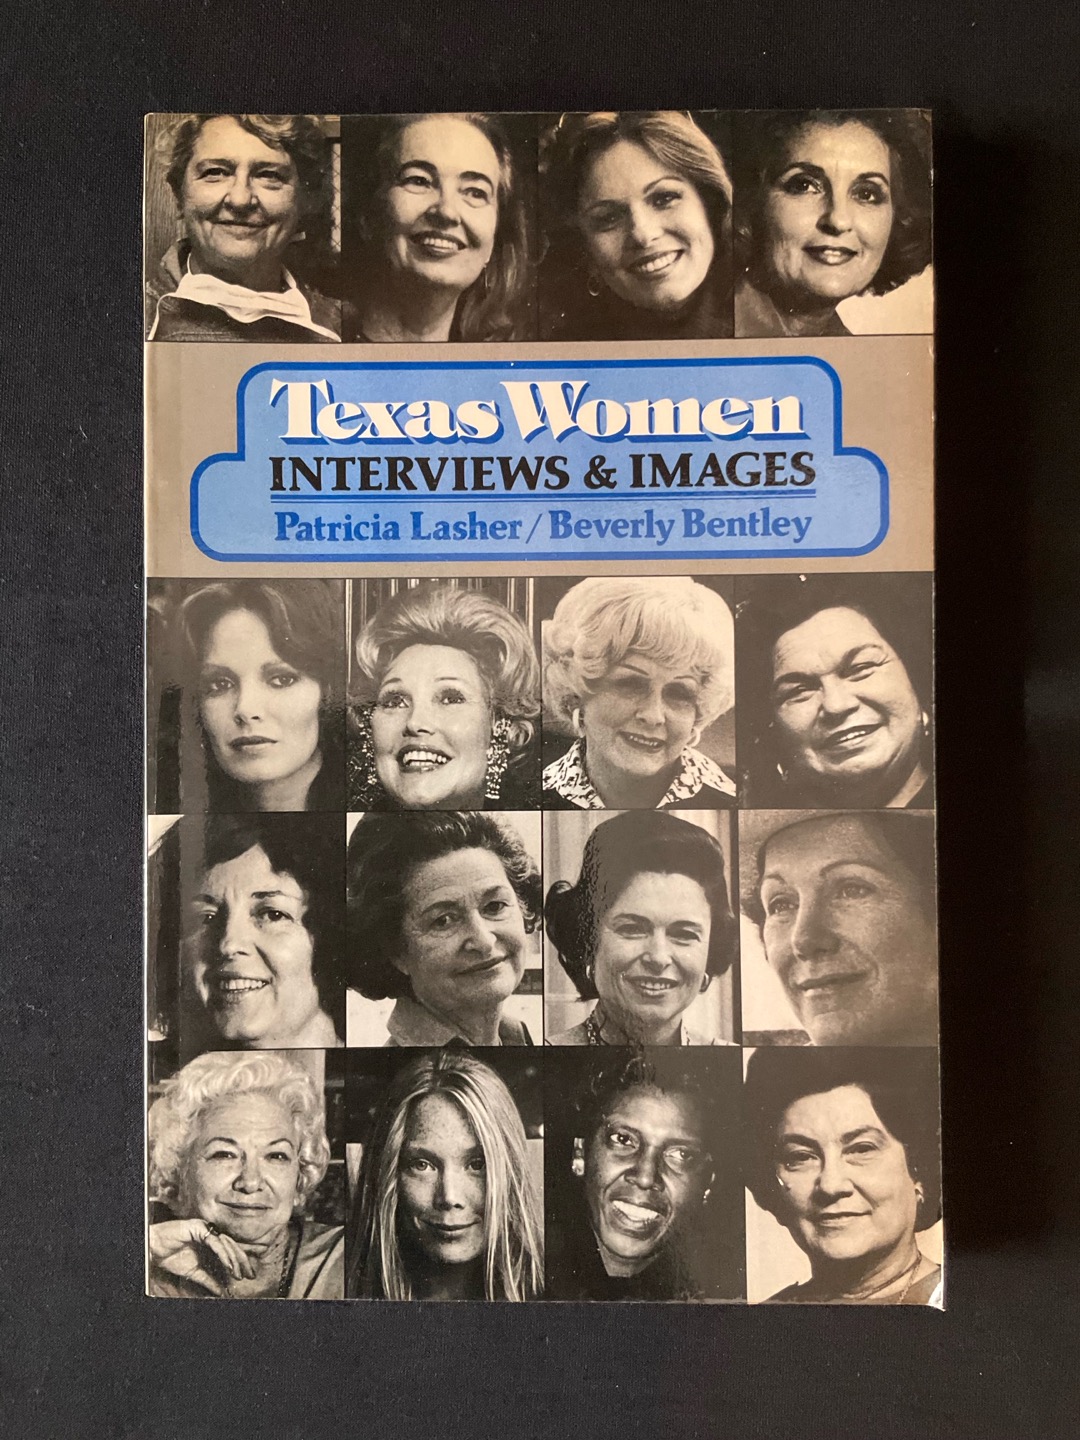 Texas Women
INTERVIEWS & IMAGES
Patricia Lasher / Beverly Bentley